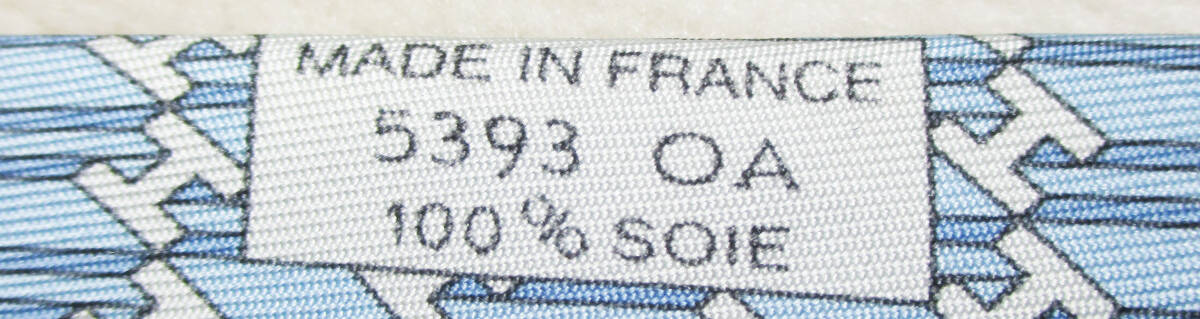 MADE IN FRANCE
5393 OA
100% SOIE